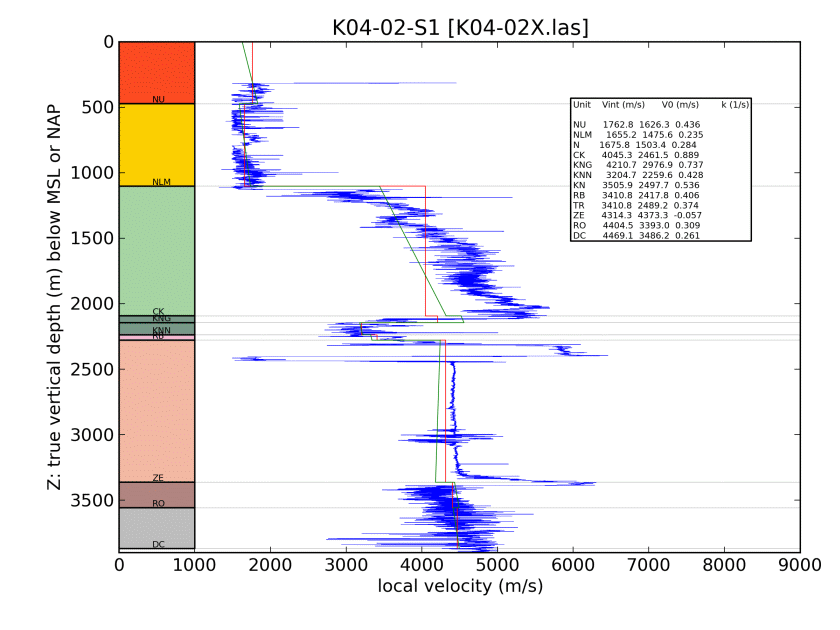 K04-02-S1 [K04-02X.las]
Z: true vertical depth (m) below MSL or NAP
0
500
1000
1500
2000
2500
3000
3500
NU
NLM
CK
KNG
KNN
RB
ZE
RO
DC
Unit Vint (m/s) V0 (m/s) k (1/s)
NU 1762.8 1626.3 0.436
NLM 1655.2 1475.6 0.235
N 1675.8 1503.4 0.284
CK 4045.3 2461.5 0.889
KNG 4210.7 2976.9 0.737
KNN 3204.7 2259.6 0.428
KN 3505.9 2497.7 0.536
RB 3410.8 2417.8 0.406
TR 3410.8 2489.2 0.374
ZE 4314.3 4373.3 -0.057
RO 4404.5 3393.0 0.309
DC 4469.1 3486.2 0.261
0 1000 2000 3000 4000 5000 6000 7000 8000 9000
local velocity (m/s)